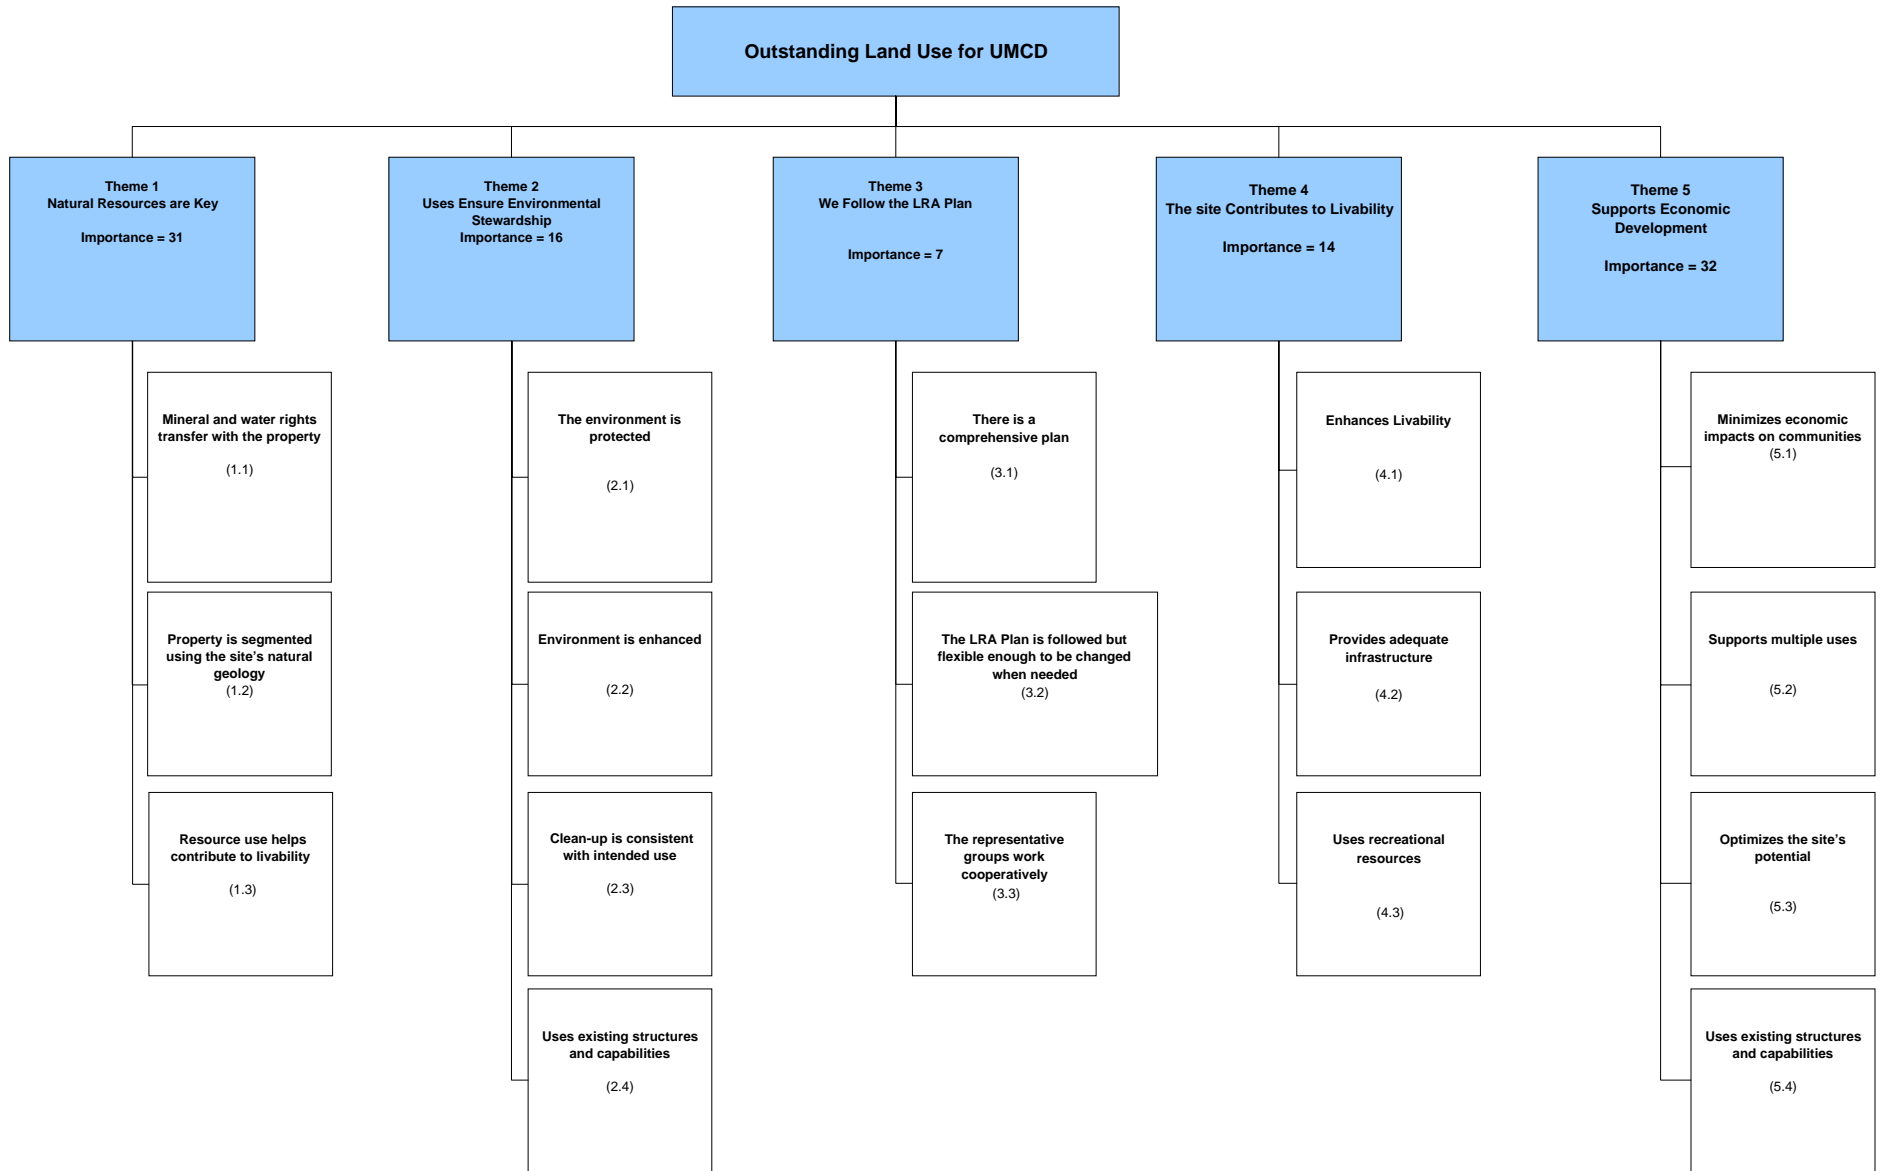 Outstanding Land Use for UMCD
Theme 1
Natural Resources are Key
Importance = 31
Theme 2
Uses Ensure Environmental
Stewardship
Importance = 16
Theme 3
We Follow the LRA Plan
Importance = 7
Theme 4
The site Contributes to Livability
Importance = 14
Theme 5
Supports Economic
Development
Importance = 32
Mineral and water rights
transfer with the property
(1.1)
Property is segmented
using the site’s natural
geology
(1.2)
Resource use helps
contribute to livability
(1.3)
The environment is
protected
(2.1)
Environment is enhanced
(2.2)
Clean-up is consistent
with intended use
(2.3)
Uses existing structures
and capabilities
(2.4)
There is a
comprehensive plan
(3.1)
The LRA Plan is followed but
flexible enough to be changed
when needed
(3.2)
The representative
groups work
cooperatively
(3.3)
Enhances Livability
(4.1)
Provides adequate
infrastructure
(4.2)
Uses recreational
resources
(4.3)
Minimizes economic
impacts on communities
(5.1)
Supports multiple uses
(5.2)
Optimizes the site’s
potential
(5.3)
Uses existing structures
and capabilities
(5.4)